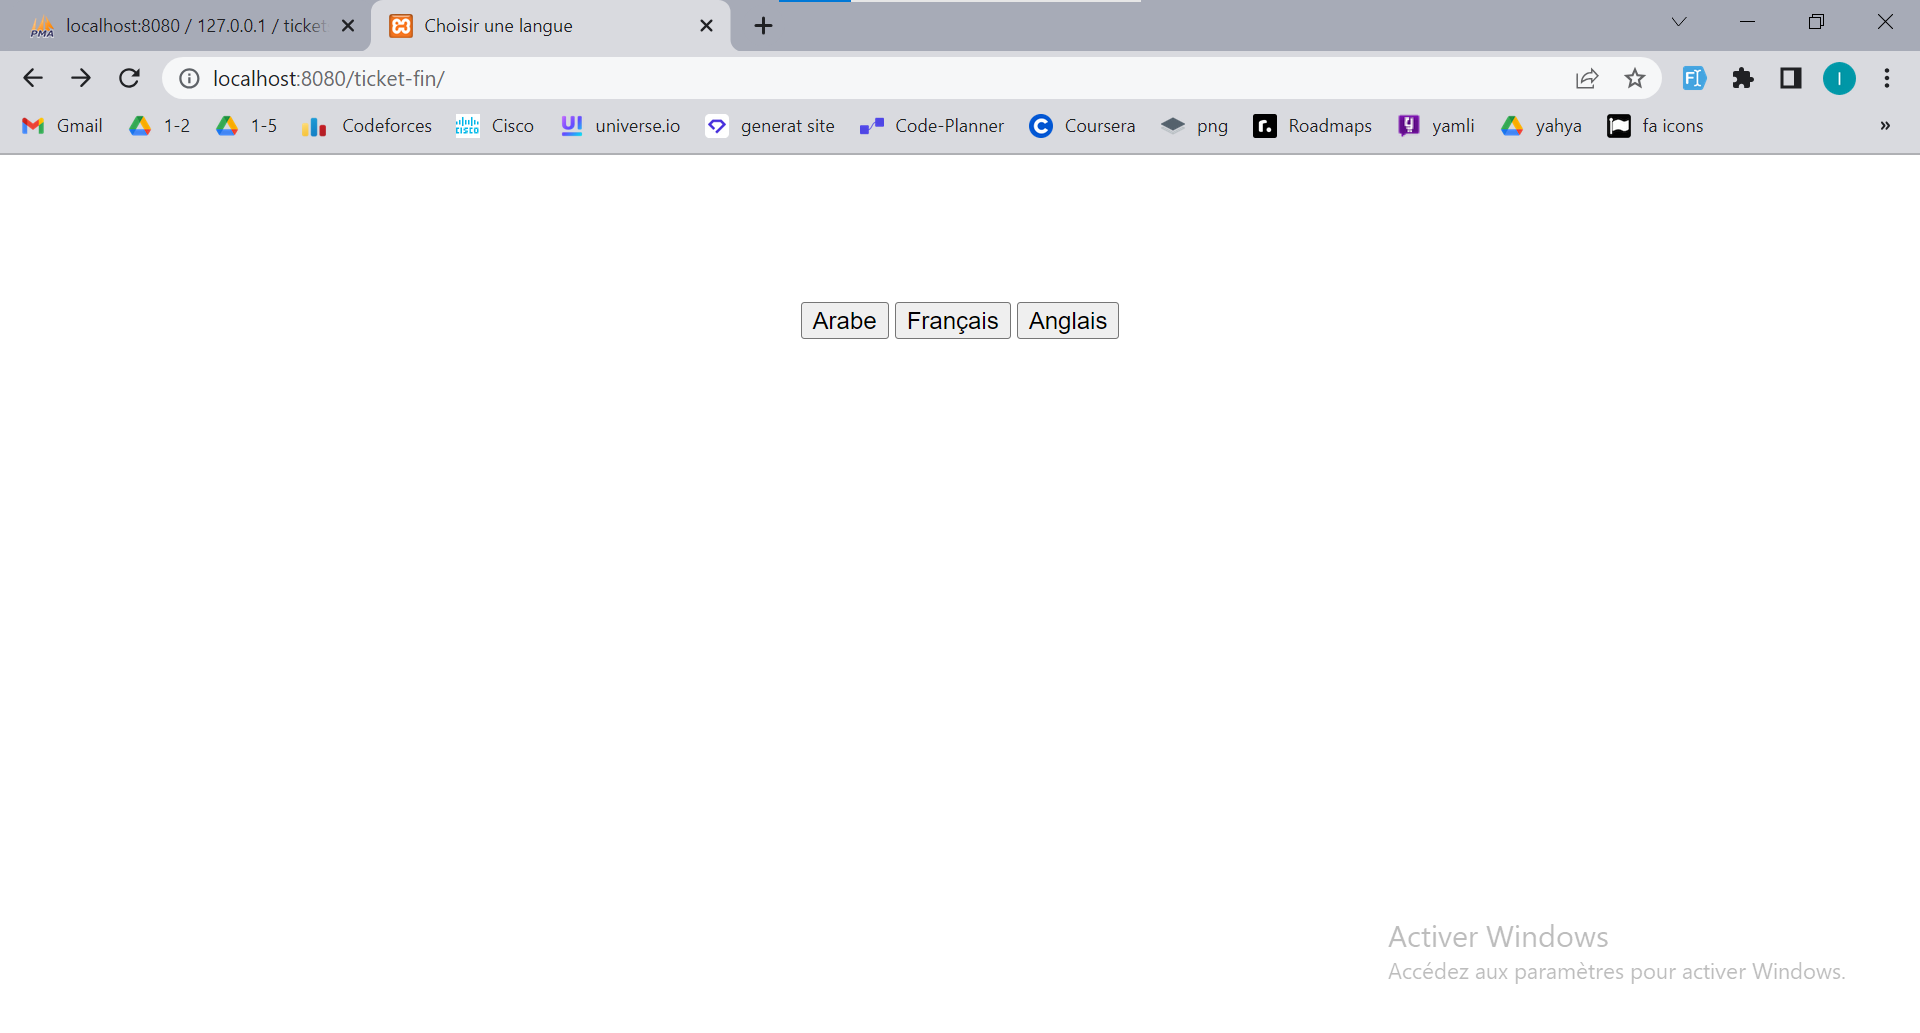 localhost:8080 / 127.0.0.1 / ticket
Choisir une langue
localhost:8080/ticket-fin/
Gmail 1-2 1-5 Codeforces Cisco universe.io generat site Code-Planner Coursera png Roadmaps yamli yahya fa icons »
Arabe Français Anglais
Activer Windows
Accédez aux paramètres pour activer Windows.